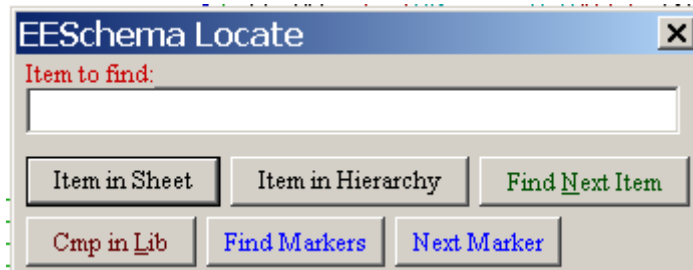 EESchema Locate
Item to find:
Item in Sheet Item in Hierarchy Find Next Item
Cmp in Lib Find Markers Next Marker